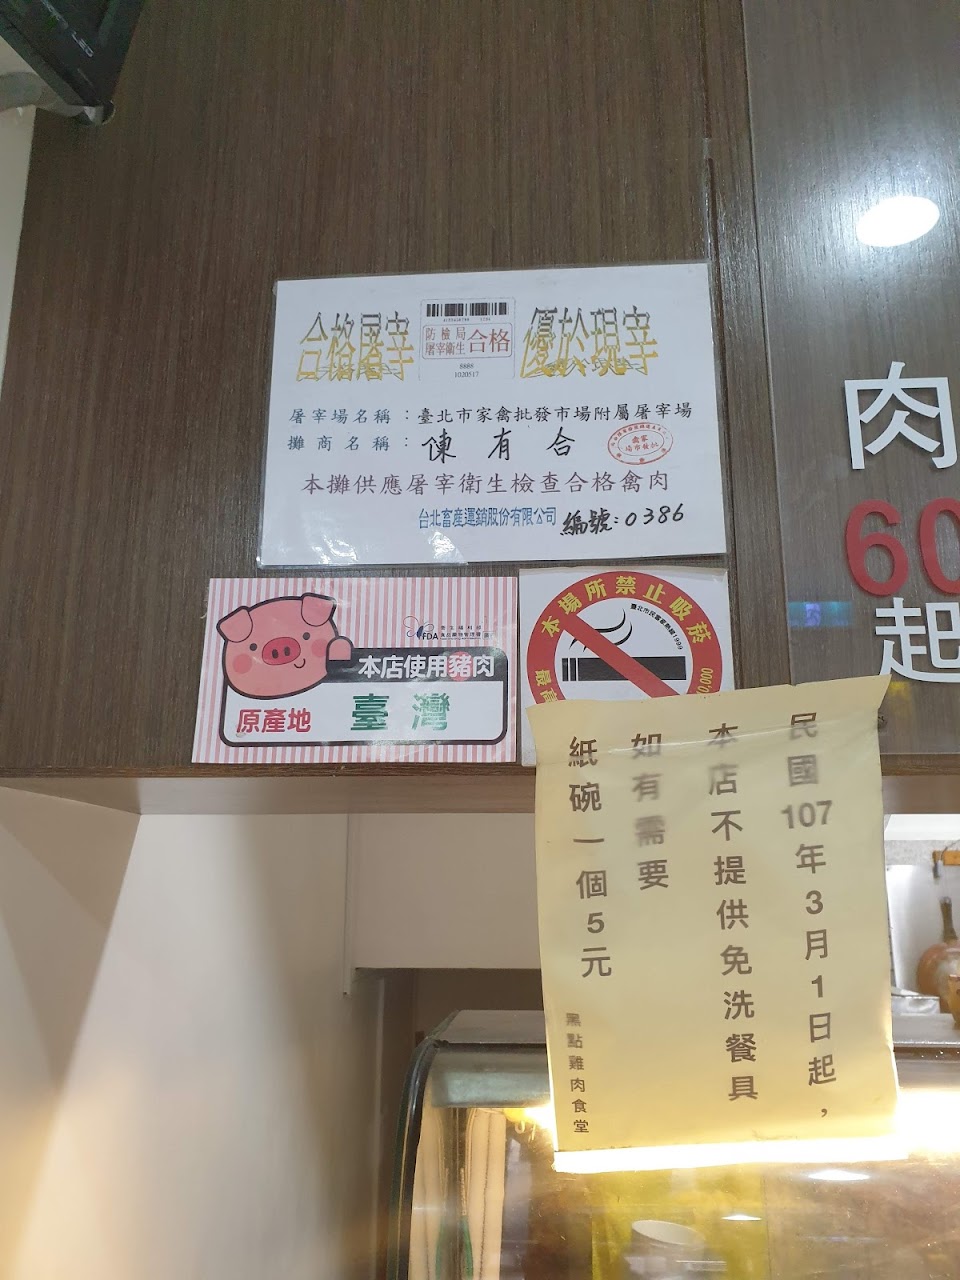 合格屠宰
防檢局
屠宰衛生合格
8888
1020517
優於現宰
屠宰場名稱：臺北市家禽批發市場附屬屠宰場
攤商名稱：陳有合
本攤供應屠宰衛生檢查合格禽肉
台北畜產運銷股份有限公司 編號：0386
FDA
本店使用豬肉
原產地 臺灣
本場所禁止吸菸
民國107年3月1日起，
本店不提供免洗餐具
如有需要
紙碗一個5元
黑點雞肉食堂
肉
60
起